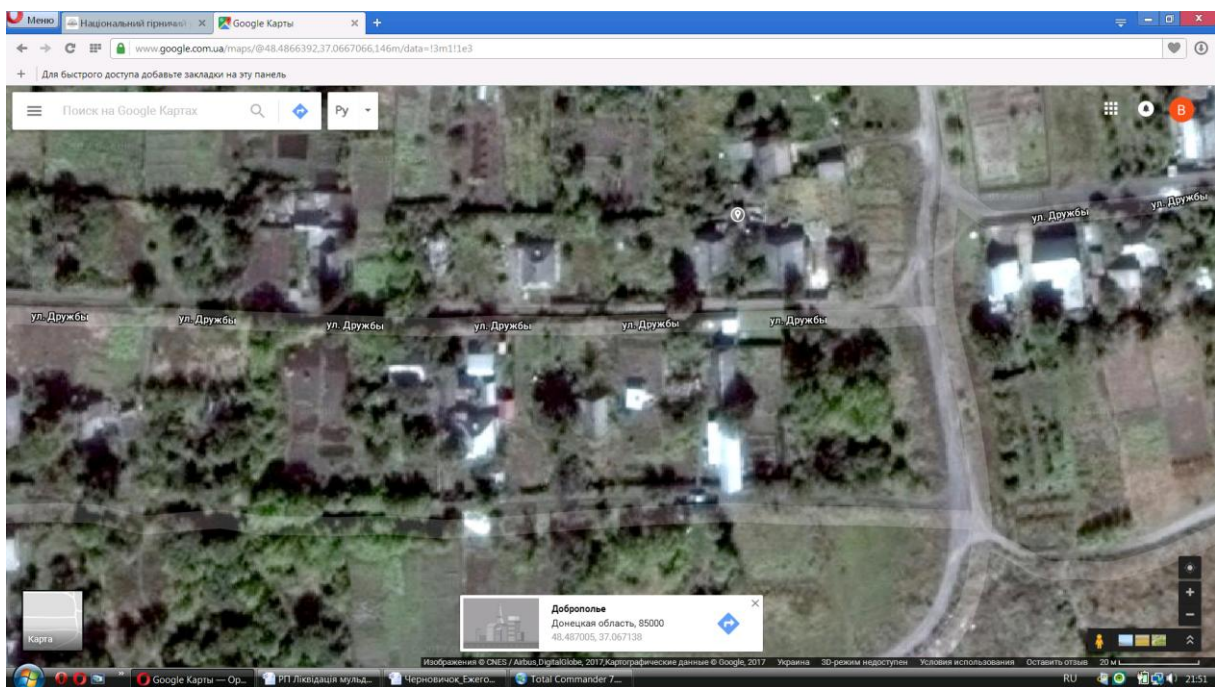 Меню
Національний гірничий
Google Карты
www.google.com.ua/maps/@48.4866392,37.0667066,146m/data=!3m1!1e3
Для быстрого доступа добавьте закладки на эту панель
Поиск на Google Картах
Ру
В
ул. Дружбы
ул. Дружбы
ул. Дружбы ул. Дружбы ул. Дружбы ул. Дружбы ул. Дружбы ул. Дружбы
Доброполье
Донецкая область, 85000
48.487005, 37.067138
Карта
Изображения © CNES / Airbus,DigitalGlobe, 2017,Картографические данные © Google, 2017 Украина 3D-режим недоступен Условия использования Оставить отзыв 20 м
Google Карты — Op... РП Ліквідація мульд... Черновичок_Ежего... Total Commander 7.... RU 21:51